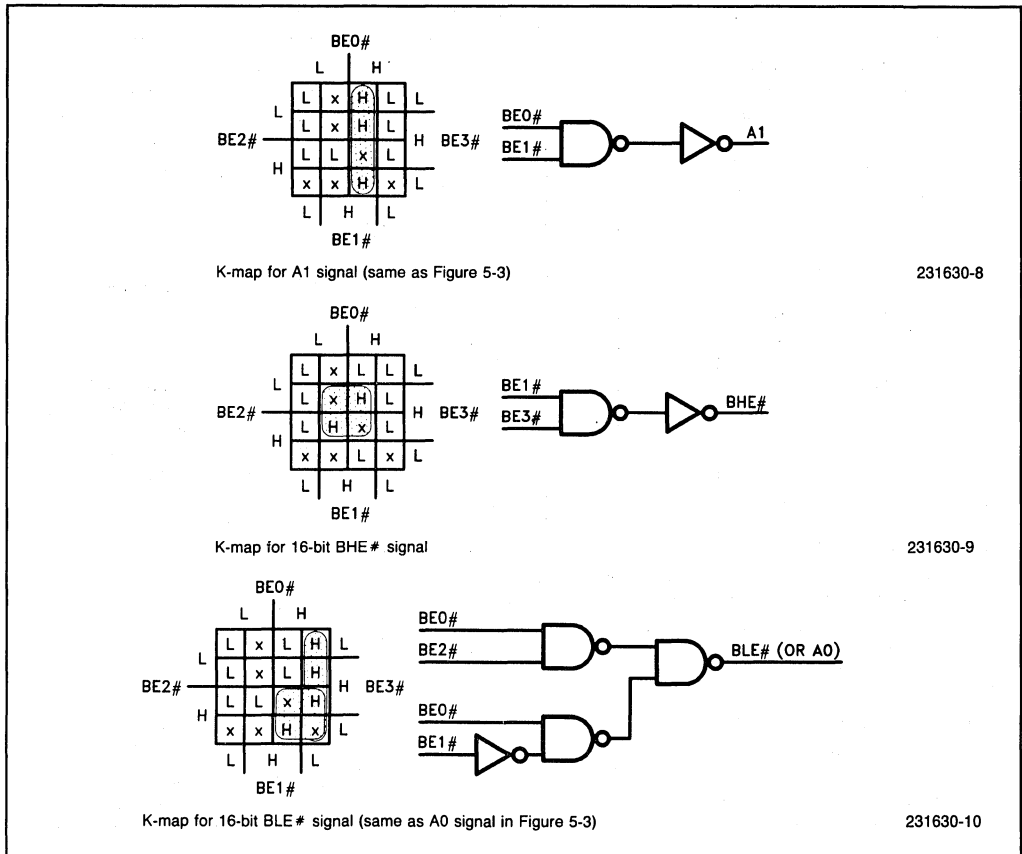 BE0#
L H
L x H L L
L
L x H L
BE2# H BE3#
L L x L
H
x x H x L
L H L
BE1#
BE0#
BE1#
A1
K-map for A1 signal (same as Figure 5-3)
231630-8
BE0#
L H
L x L L L
L
L x H L
BE2# H BE3#
L H x L
H
x x L x L
L H L
BE1#
BE1#
BE3#
BHE#
K-map for 16-bit BHE# signal
231630-9
BE0#
L H
L x L H L
L
L x L H
BE2# H BE3#
L L x H
H
x x H x L
L H L
BE1#
BE0#
BE2#
BE0#
BE1#
BLE# (OR A0)
K-map for 16-bit BLE# signal (same as A0 signal in Figure 5-3)
231630-10